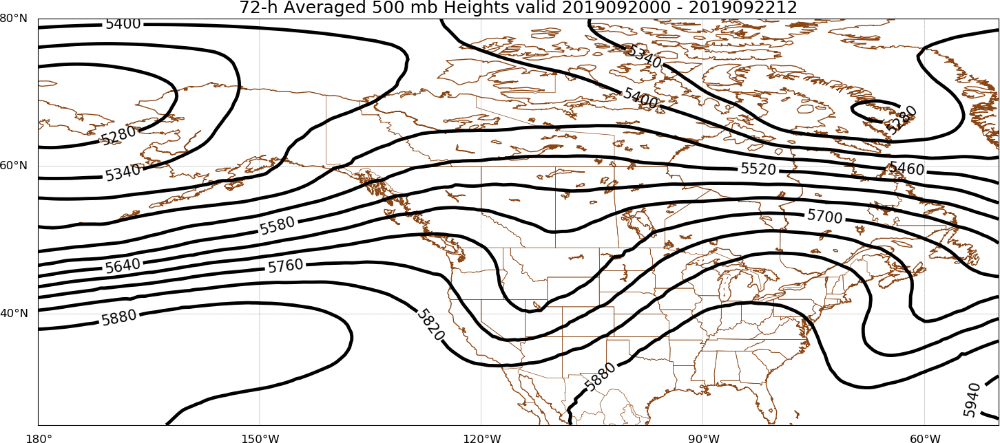 72-h Averaged 500 mb Heights valid 2019092000 - 2019092212
80°N
5400
5340
5400
5280
5280
60°N
5340
5520
5460
5580
5700
5640
5760
40°N
5880
5820
5880
5940
180°
150°W
120°W
90°W
60°W